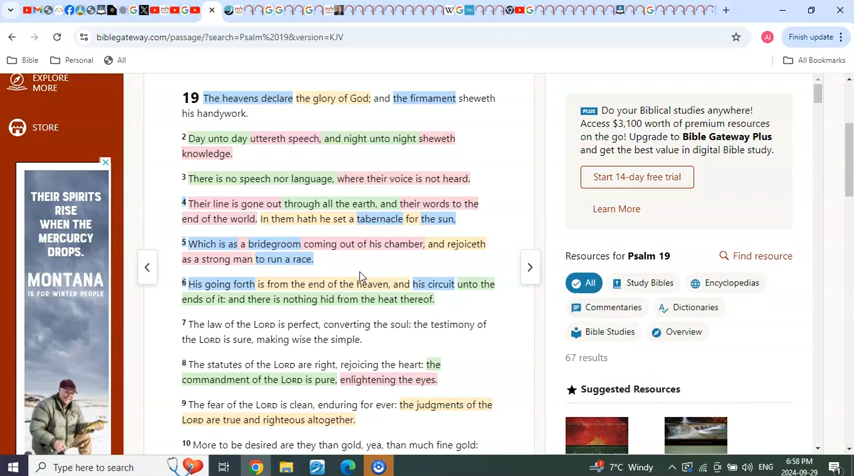 biblegateway.com/passage/?search=Psalm%2019&version=KJV
AI
Finish update
Bible
Personal
All
All Bookmarks
EXPLORE
MORE
STORE
THEIR SPIRITS
RISE
WHEN THE
MERCURCY
DROPS.
MONTANA
IS FOR WINTER PEOPLE
19 The heavens declare the glory of God; and the firmament sheweth
his handywork.
2 Day unto day uttereth speech, and night unto night sheweth
knowledge.
3 There is no speech nor language, where their voice is not heard.
4 Their line is gone out through all the earth, and their words to the
end of the world. In them hath he set a tabernacle for the sun,
5 Which is as a bridegroom coming out of his chamber, and rejoiceth
as a strong man to run a race.
6 His going forth is from the end of the heaven, and his circuit unto the
ends of it: and there is nothing hid from the heat thereof.
7 The law of the LORD is perfect, converting the soul: the testimony of
the LORD is sure, making wise the simple.
8 The statutes of the LORD are right, rejoicing the heart: the
commandment of the LORD is pure, enlightening the eyes.
9 The fear of the LORD is clean, enduring for ever: the judgments of the
LORD are true and righteous altogether.
10 More to be desired are they than gold, yea, than much fine gold:
PLUS Do your Biblical studies anywhere!
Access $3,100 worth of premium resources
on the go! Upgrade to Bible Gateway Plus
and get the best value in digital Bible study.
Start 14-day free trial
Learn More
Resources for Psalm 19
Find resource
All
Study Bibles
Encyclopedias
Commentaries
Dictionaries
Bible Studies
Overview
67 results
Suggested Resources
Type here to search
7°C Windy
ENG
6:58 PM
2024-09-29